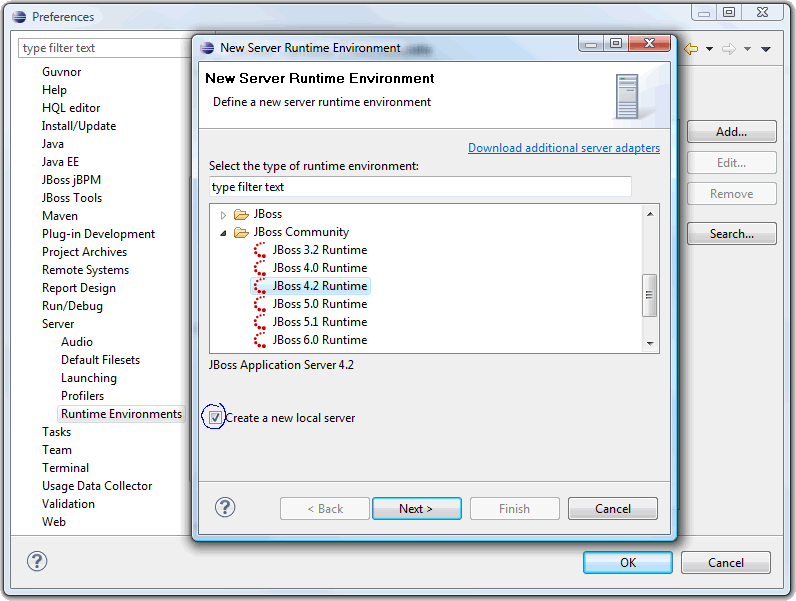 Preferences
type filter text
Guvnor
Help
HQL editor
Install/Update
Java
Java EE
JBoss jBPM
JBoss Tools
Maven
Plug-in Development
Project Archives
Remote Systems
Report Design
Run/Debug
Server
Audio
Default Filesets
Launching
Profilers
Runtime Environments
Tasks
Team
Terminal
Usage Data Collector
Validation
Web
New Server Runtime Environment
New Server Runtime Environment
Define a new server runtime environment
Download additional server adapters
Select the type of runtime environment:
type filter text
JBoss
JBoss Community
JBoss 3.2 Runtime
JBoss 4.0 Runtime
JBoss 4.2 Runtime
JBoss 5.0 Runtime
JBoss 5.1 Runtime
JBoss 6.0 Runtime
JBoss Application Server 4.2
Create a new local server
< Back Next > Finish Cancel
Add...
Edit...
Remove
Search...
OK Cancel